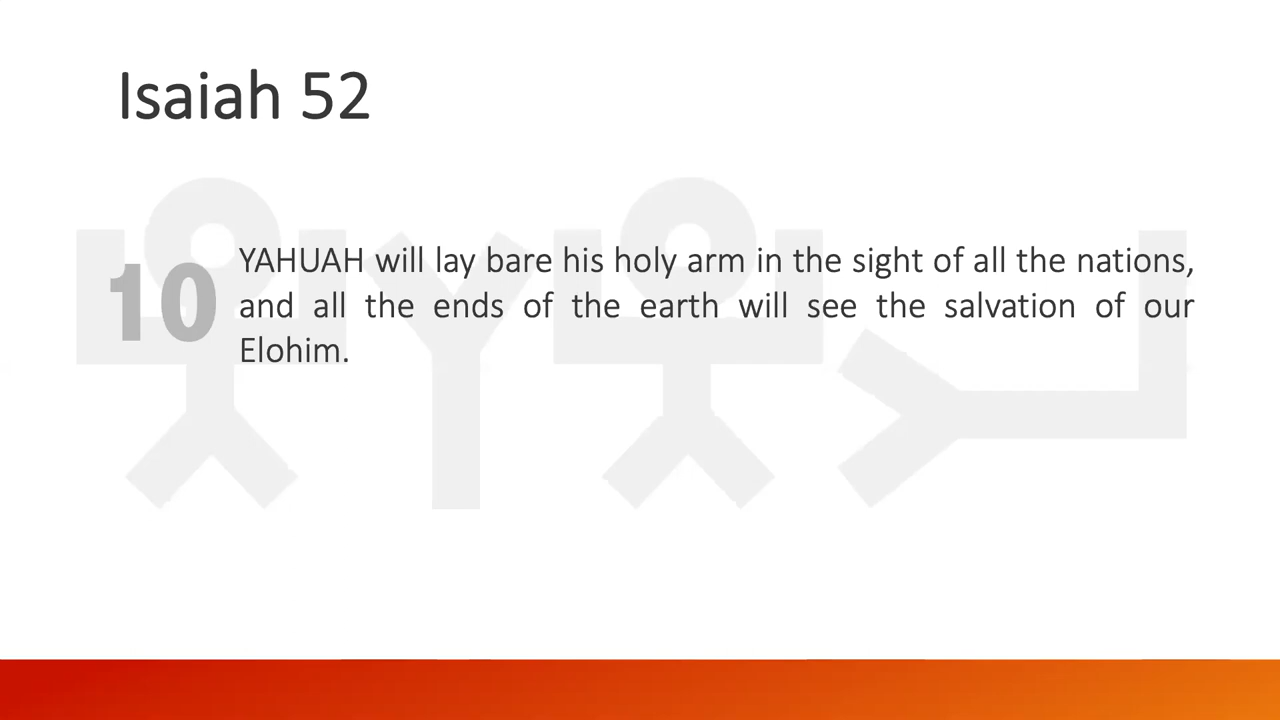 Isaiah 52
10 YAHUAH will lay bare his holy arm in the sight of all the nations,
and all the ends of the earth will see the salvation of our
Elohim.